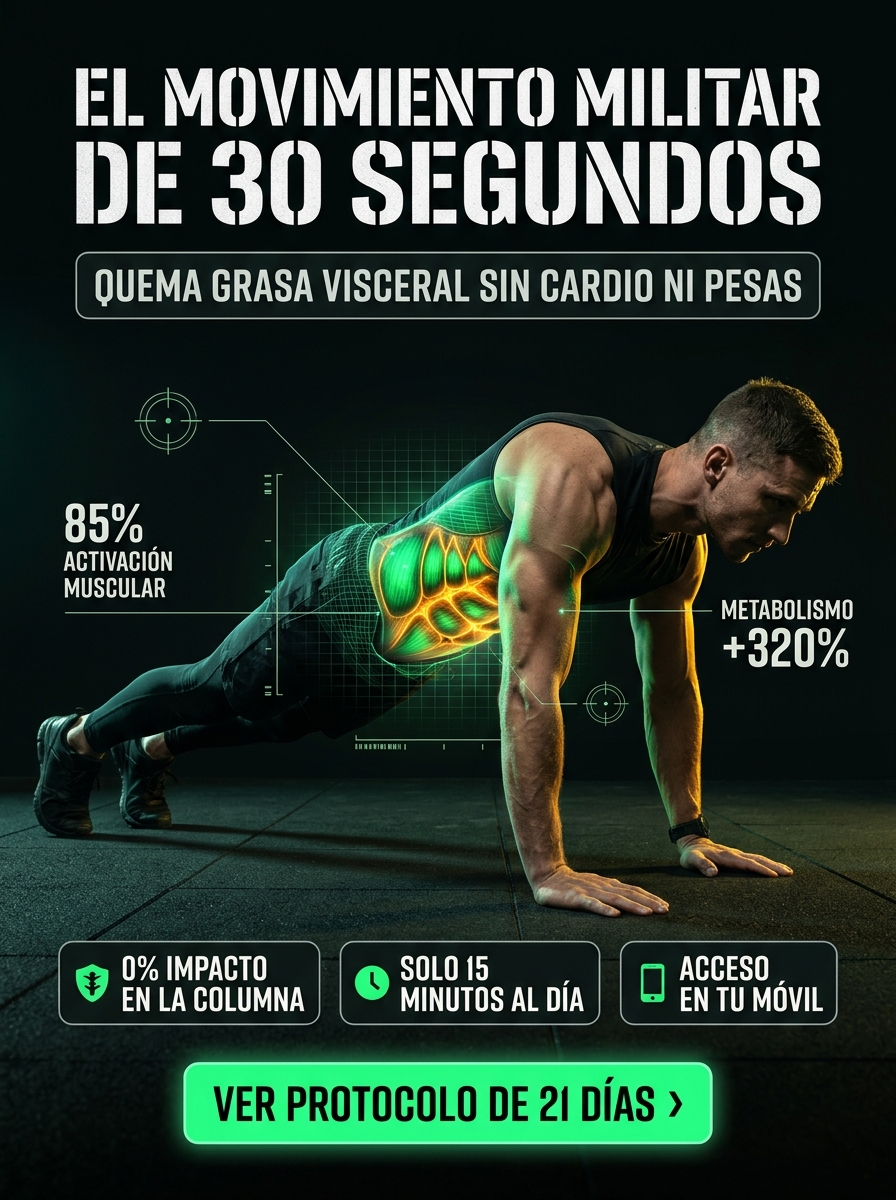 EL MOVIMIENTO MILITAR
DE 30 SEGUNDOS
QUEMA GRASA VISCERAL SIN CARDIO NI PESAS
85%
ACTIVACIÓN
MUSCULAR
METABOLISMO
+320%
0% IMPACTO
EN LA COLUMNA
SOLO 15
MINUTOS AL DÍA
ACCESO
EN TU MÓVIL
VER PROTOCOLO DE 21 DÍAS ›